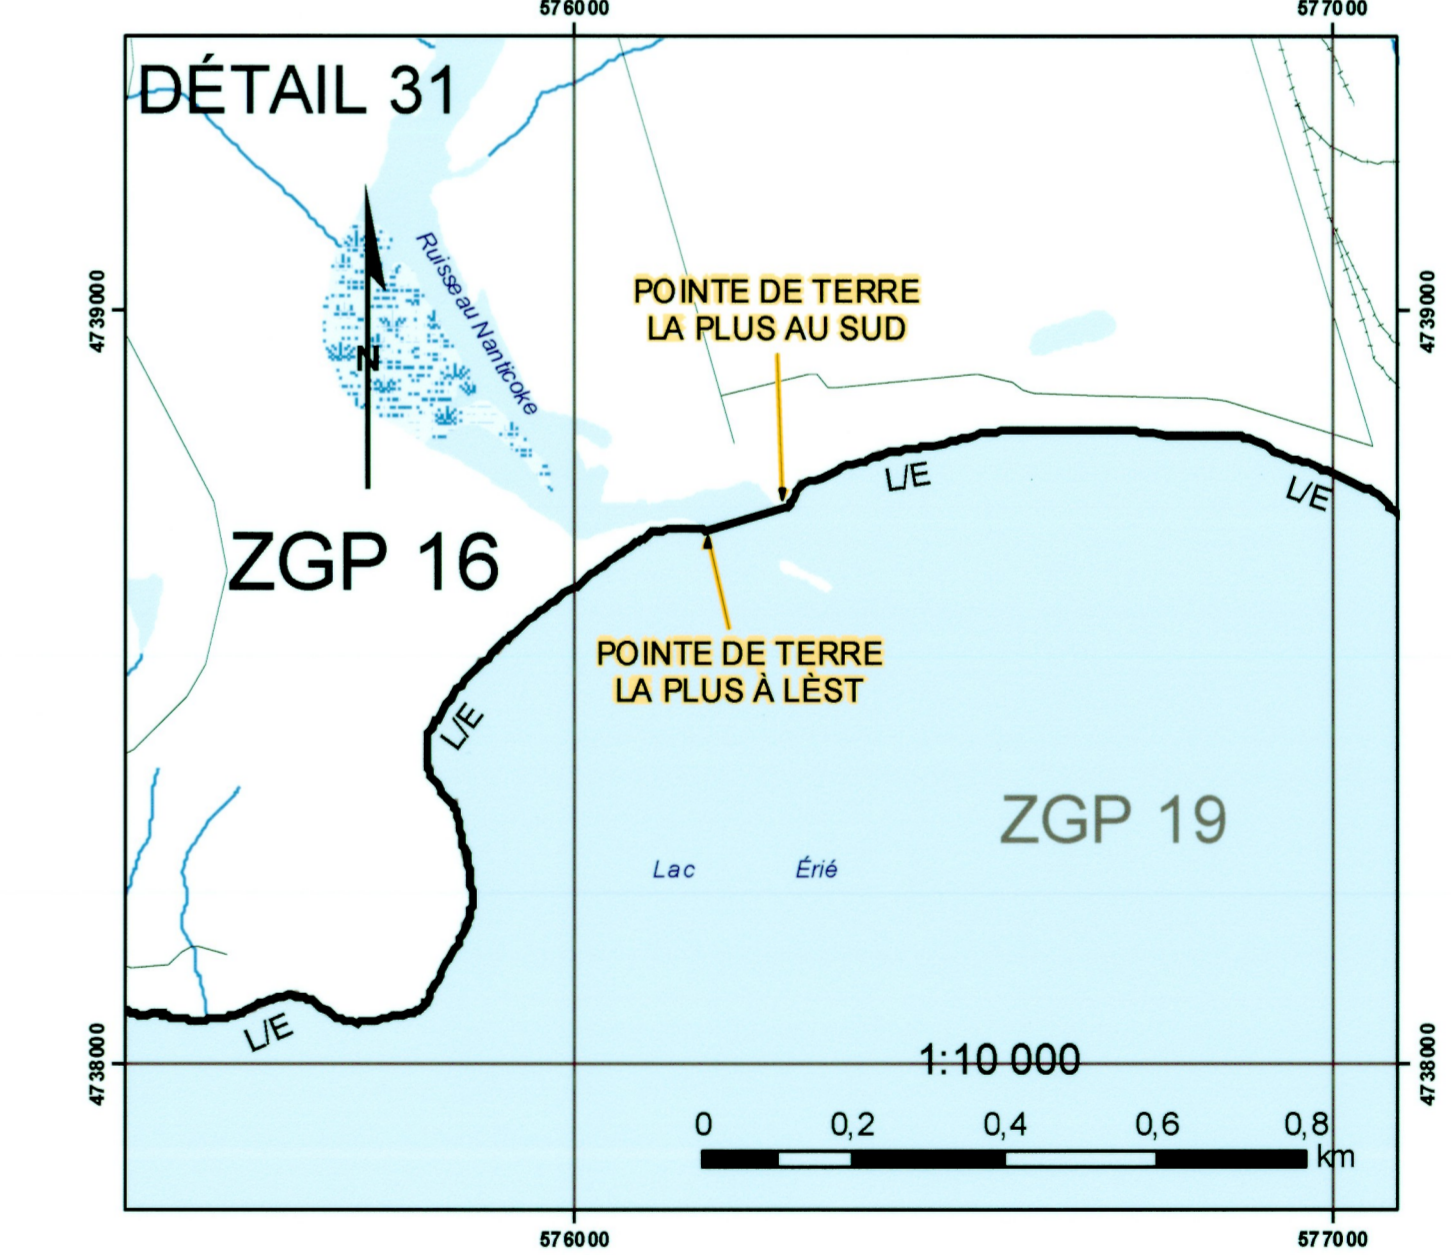 576000
577000
DÉTAIL 31
Ruisseau Nanticoke
POINTE DE TERRE
LA PLUS AU SUD
4739000
4739000
N
L/E
L/E
ZGP 16
POINTE DE TERRE
LA PLUS À LÈST
L/E
ZGP 19
Lac Érié
L/E
4738000
4738000
1:10 000
0 0,2 0,4 0,6 0,8
km
576000
577000